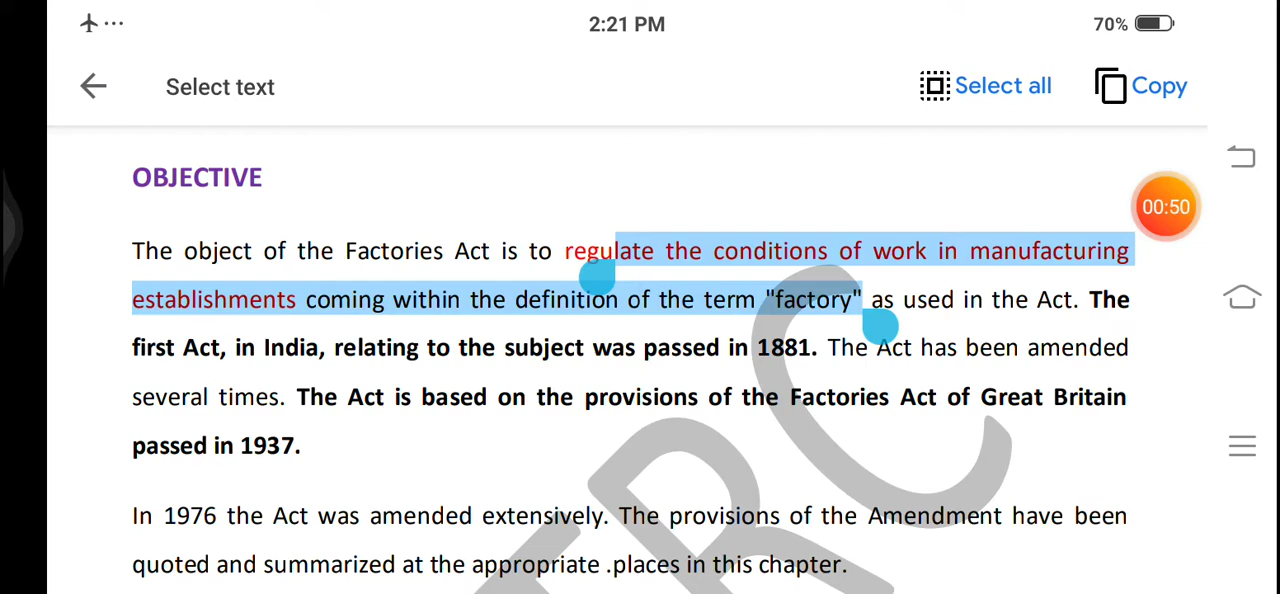 2:21 PM
70%
Select text
Select all
Copy
OBJECTIVE
00:50
The object of the Factories Act is to regulate the conditions of work in manufacturing
establishments coming within the definition of the term "factory" as used in the Act. The
first Act, in India, relating to the subject was passed in 1881. The Act has been amended
several times. The Act is based on the provisions of the Factories Act of Great Britain
passed in 1937.
In 1976 the Act was amended extensively. The provisions of the Amendment have been
quoted and summarized at the appropriate .places in this chapter.